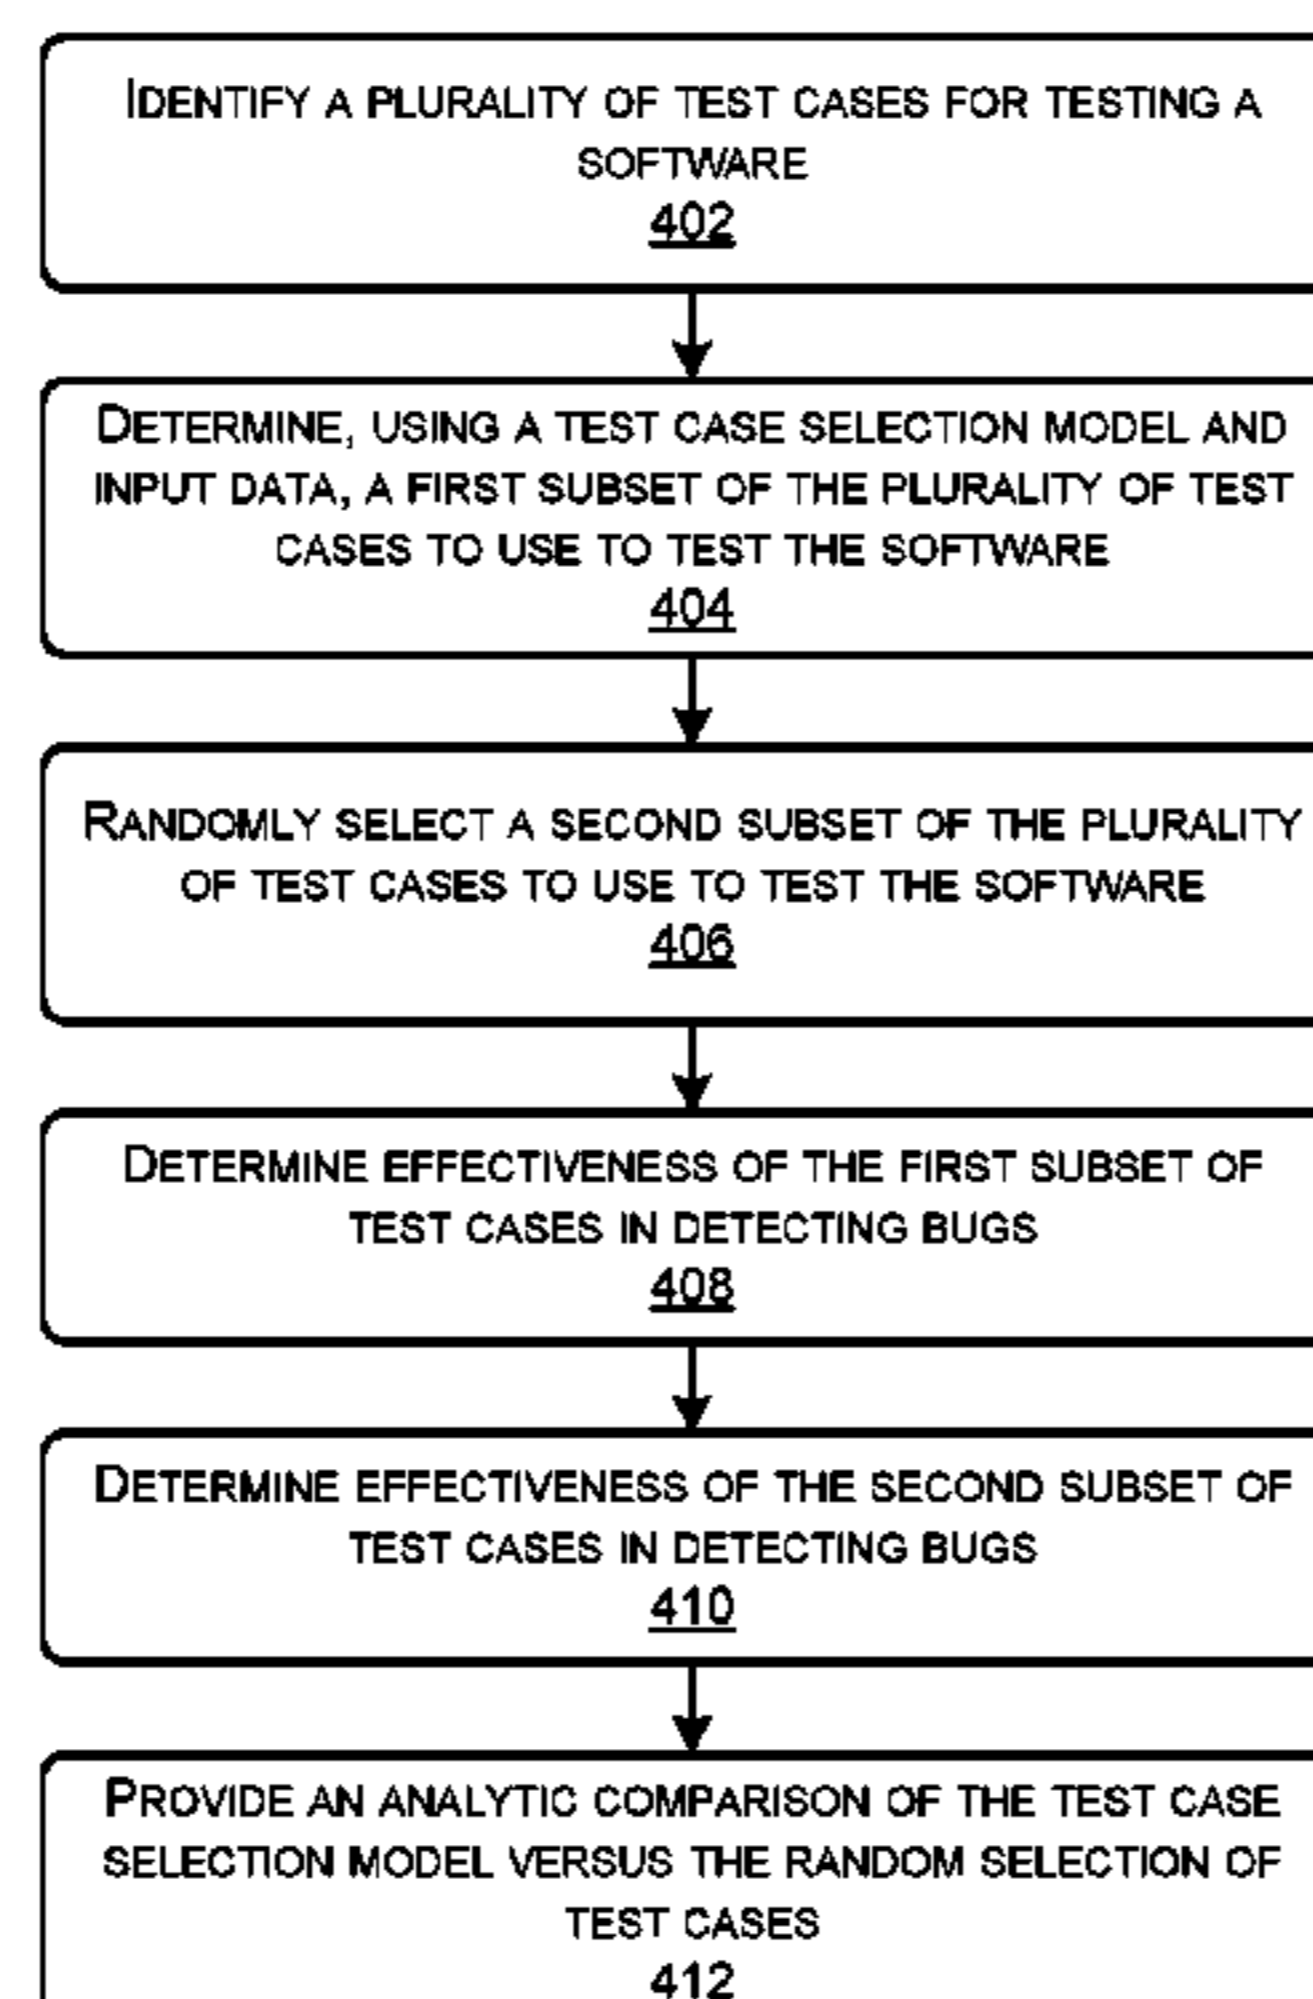 IDENTIFY A PLURALITY OF TEST CASES FOR TESTING A
SOFTWARE
402
DETERMINE, USING A TEST CASE SELECTION MODEL AND
INPUT DATA, A FIRST SUBSET OF THE PLURALITY OF TEST
CASES TO USE TO TEST THE SOFTWARE
404
RANDOMLY SELECT A SECOND SUBSET OF THE PLURALITY
OF TEST CASES TO USE TO TEST THE SOFTWARE
406
DETERMINE EFFECTIVENESS OF THE FIRST SUBSET OF
TEST CASES IN DETECTING BUGS
408
DETERMINE EFFECTIVENESS OF THE SECOND SUBSET OF
TEST CASES IN DETECTING BUGS
410
PROVIDE AN ANALYTIC COMPARISON OF THE TEST CASE
SELECTION MODEL VERSUS THE RANDOM SELECTION OF
TEST CASES
412